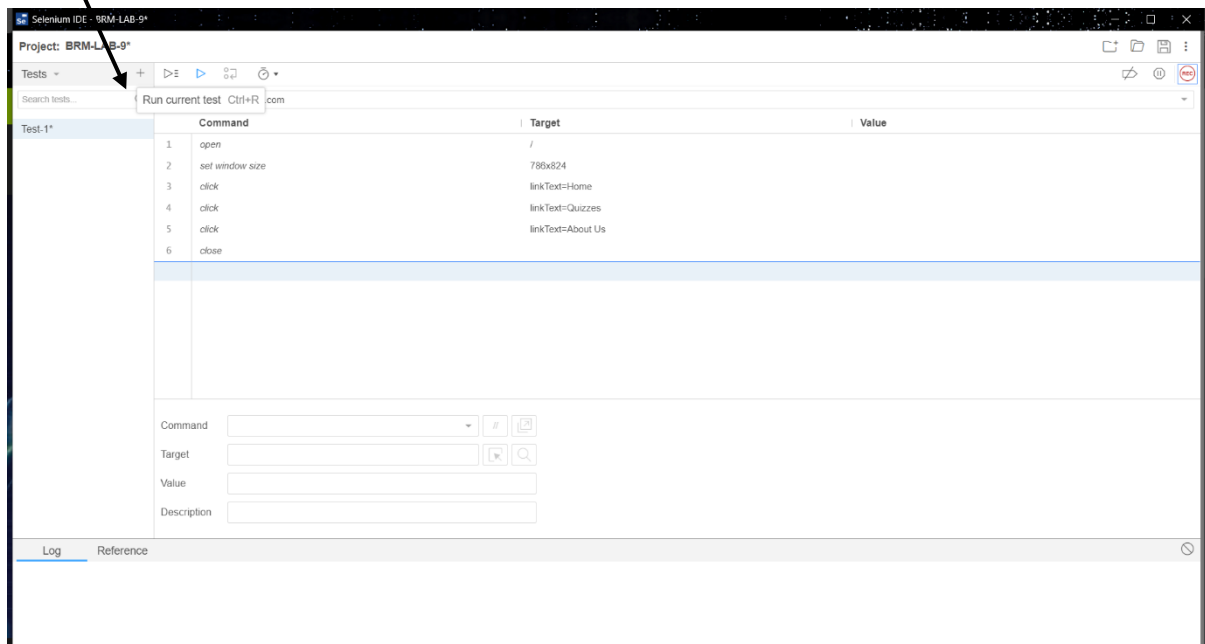 Selenium IDE - BRM-LAB-9*
Project: BRM-LAB-9*
Tests
REC
Search tests...
Run current test Ctrl+R
.com
Test-1*
Command Target Value
1 open /
2 set window size 786x824
3 click linkText=Home
4 click linkText=Quizzes
5 click linkText=About Us
6 close
Command
//
Target
Value
Description
Log Reference